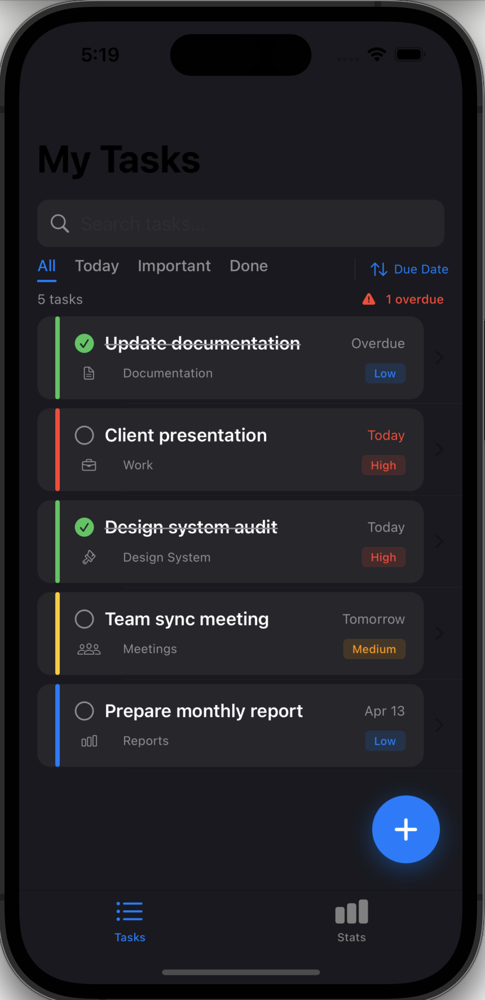 5:19
My Tasks
Search tasks...
All Today Important Done Due Date
5 tasks 1 overdue
Update documentation Overdue
Documentation Low
Client presentation Today
Work High
Design system audit Today
Design System High
Team sync meeting Tomorrow
Meetings Medium
Prepare monthly report Apr 13
Reports Low
Tasks Stats